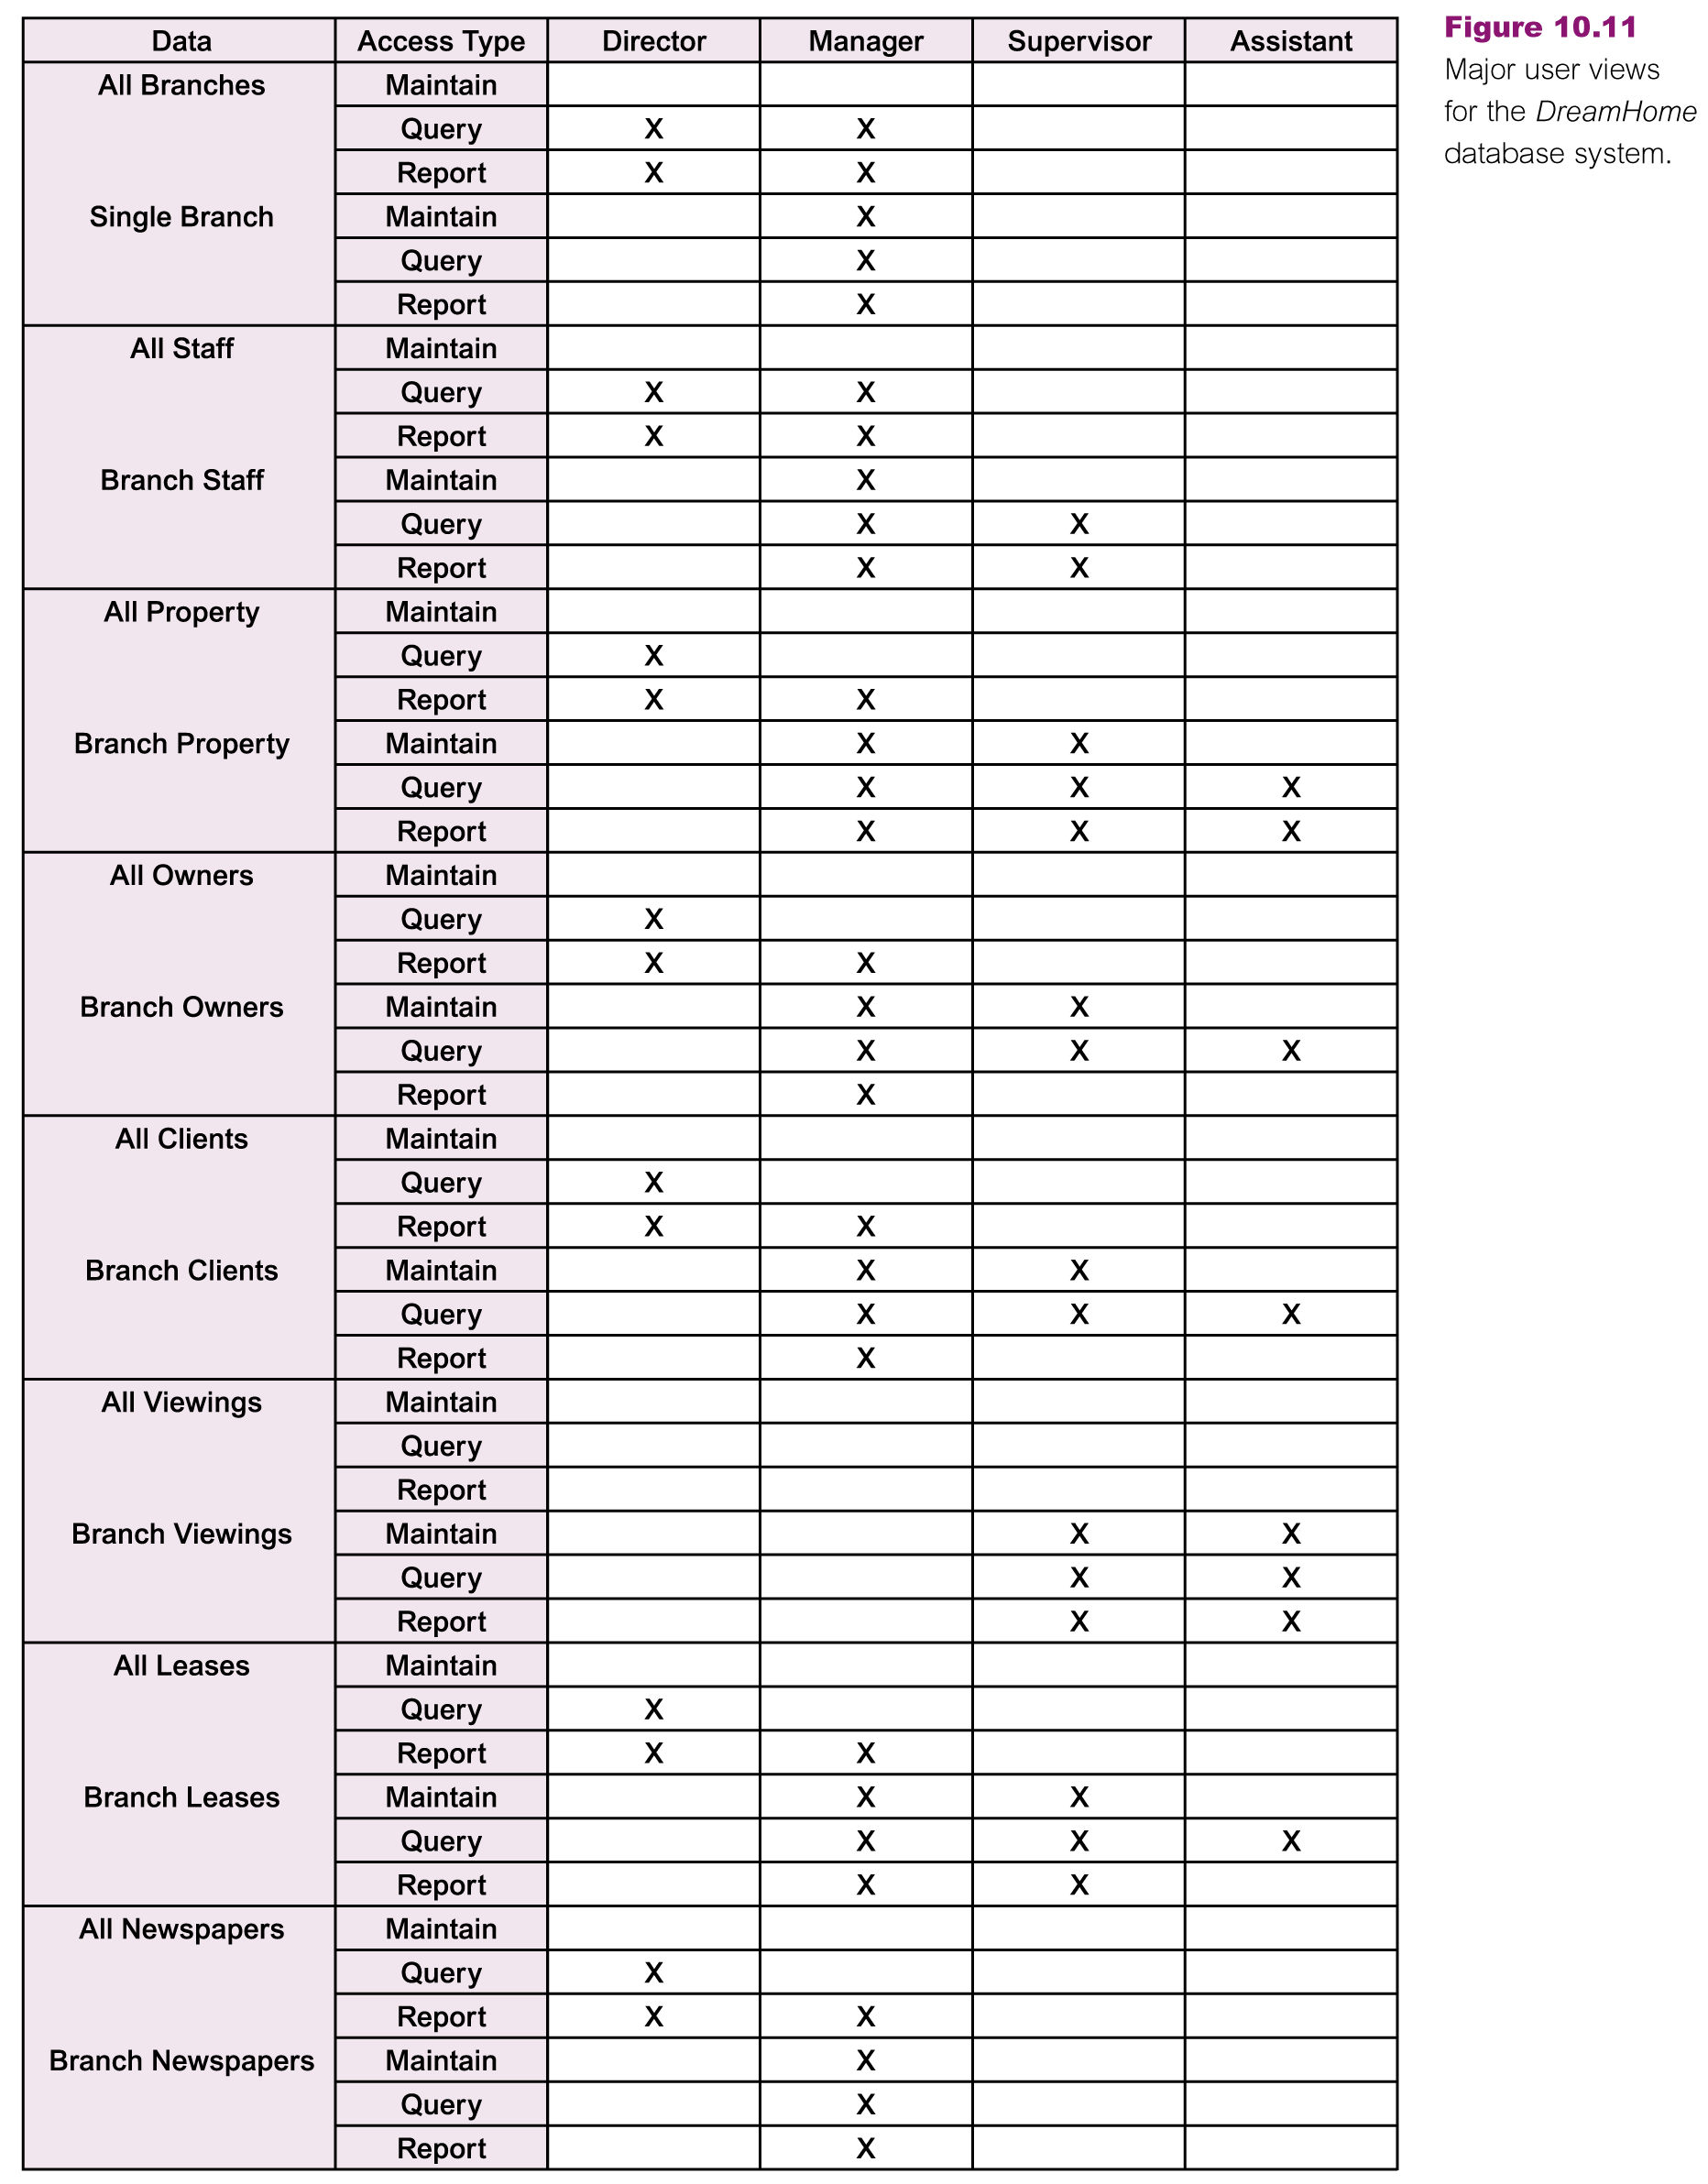 Data Access Type Director Manager Supervisor Assistant
All Branches Maintain
Query X X
Report X X
Single Branch Maintain X
Query X
Report X
All Staff Maintain
Query X X
Report X X
Branch Staff Maintain X
Query X X
Report X X
All Property Maintain
Query X
Report X X
Branch Property Maintain X X
Query X X X
Report X X X
All Owners Maintain
Query X
Report X X
Branch Owners Maintain X X
Query X X X
Report X
All Clients Maintain
Query X
Report X X
Branch Clients Maintain X X
Query X X X
Report X
All Viewings Maintain
Query
Report
Branch Viewings Maintain X X
Query X X
Report X X
All Leases Maintain
Query X
Report X X
Branch Leases Maintain X X
Query X X X
Report X X
All Newspapers Maintain
Query X
Report X X
Branch Newspapers Maintain X
Query X
Report X
Figure 10.11
Major user views
for the DreamHome
database system.